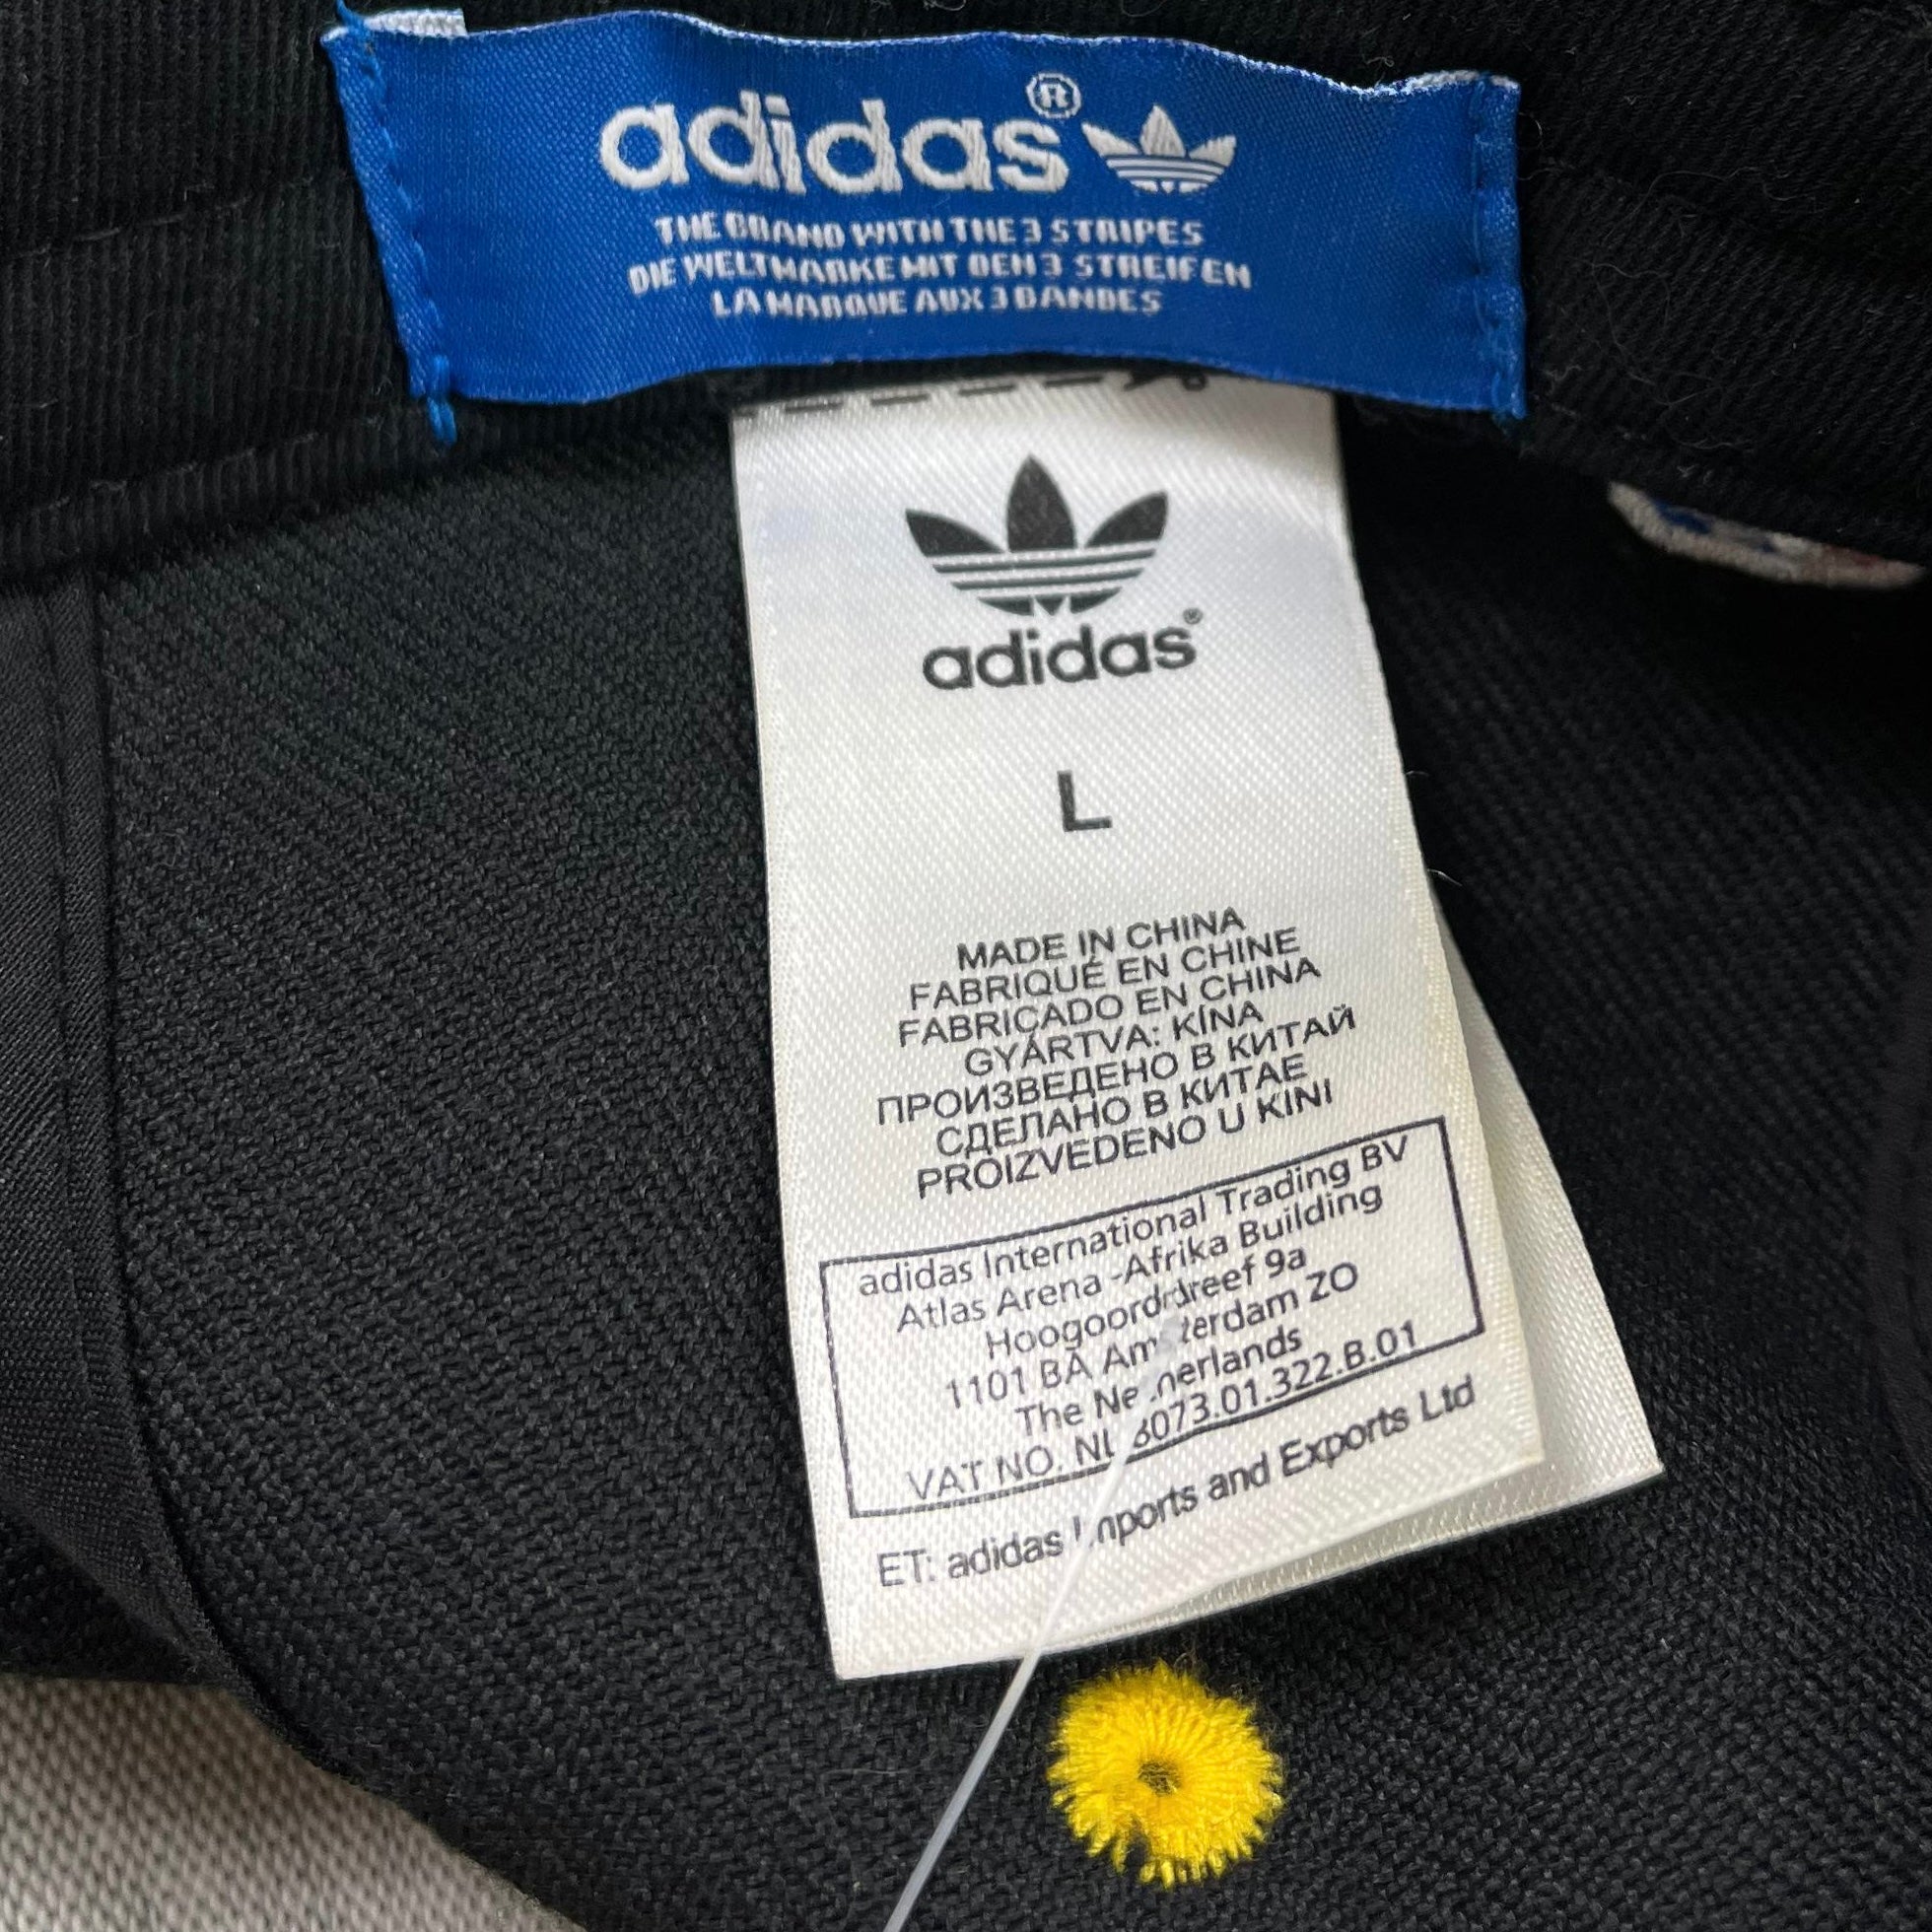 adidas®
THE BRAND WITH THE 3 STRIPES
DIE WELTMARKE MIT DEN 3 STREIFEN
LA MARQUE AUX 3 BANDES
adidas®
L
MADE IN CHINA
FABRIQUÉ EN CHINE
FABRICADO EN CHINA
GYÁRTVA: KÍNA
ПРОИЗВЕДЕНО В КИТАЙ
СДЕЛАНО В КИТАЕ
PROIZVEDENO U KINI
adidas International Trading BV
Atlas Arena -Afrika Building
Hoogoorddreef 9a
1101 BA Amsterdam ZO
The Netherlands
VAT NO. NL 8073.01.322.B.01
ET: adidas Imports and Exports Ltd